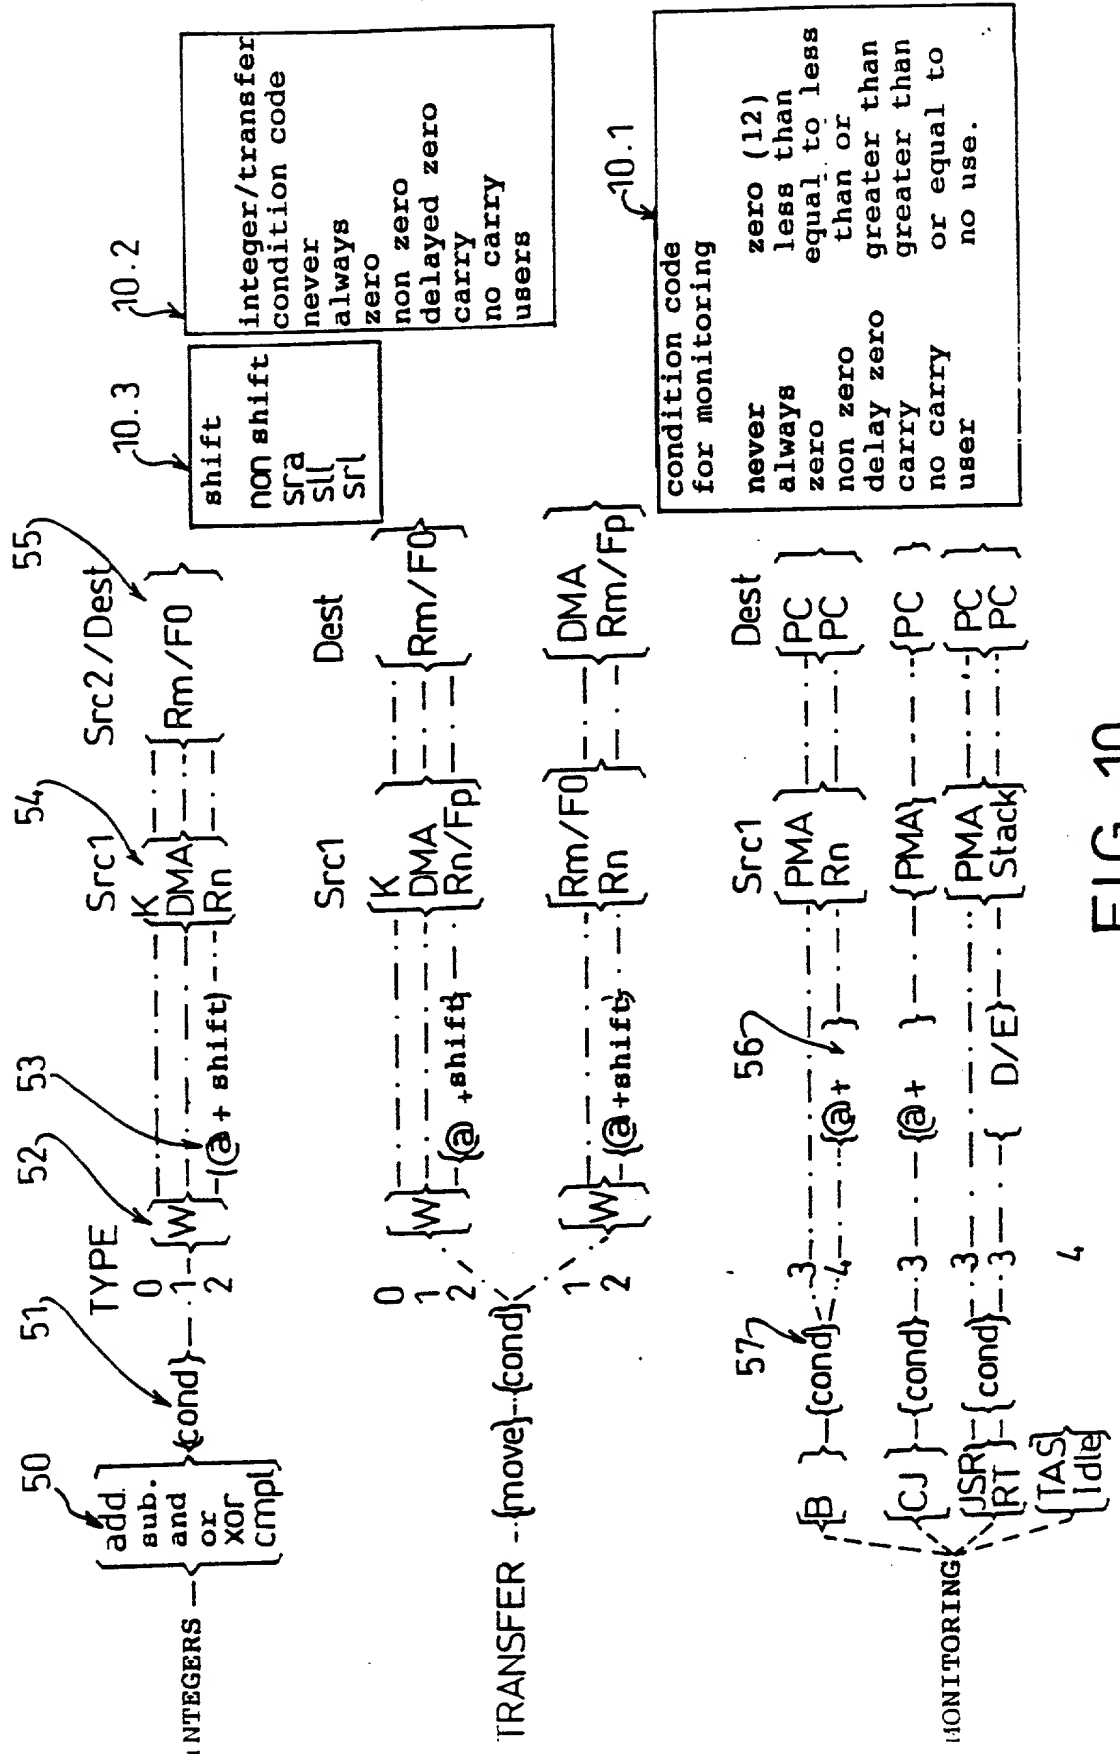 50
51
52
53
54
55
TYPE
Src1
Src2/Dest
INTEGERS
add
sub.
and
or
xor
cmpl
{cond}
0
1
2
{W}
(@ + shift)
K
DMA
Rn
Rm/F0
10.3
shift
non shift
sra
sll
srl
10.2
integer/transfer
condition code
never
always
zero
non zero
delayed zero
carry
no carry
users
Src1
Dest
TRANSFER
{move}
{cond}
0
1
2
{W}
{@ +shift}
K
DMA
Rn/Fp
Rm/F0
1
2
{W}
{@+shift}
Rm/F0
Rn
DMA
Rm/Fp
10.1
condition code
for monitoring
never zero (12)
always less than
zero equal to less
non zero than or
delay zero greater than
carry greater than
no carry or equal to
user no use.
57
56
Src1
Dest
MONITORING
{B}
{cond}
3
4
{@+ }
PMA
Rn
PC
PC
{CJ}
{cond}
3
{@+ }
{PMA}
{PC}
JSR
RT
{cond}
3
3
{ D/E}
PMA
Stack
PC
PC
TAS
Idle
4
FIG. 10